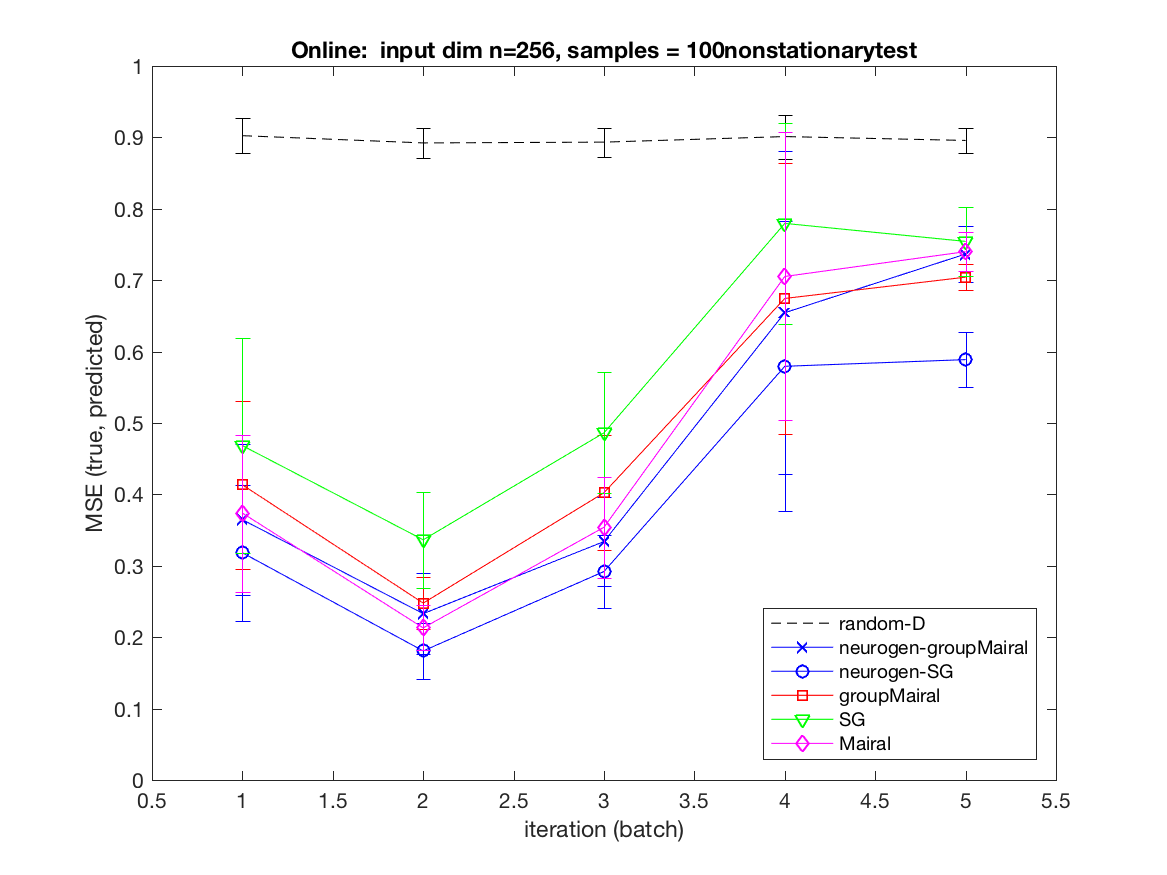 Online:  input dim n=256, samples = 100nonstationarytest
1
0.9
0.8
0.7
0.6
0.5
0.4
0.3
0.2
0.1
0
MSE (true, predicted)
random-D
neurogen-groupMairal
neurogen-SG
groupMairal
SG
Mairal
0.5 1 1.5 2 2.5 3 3.5 4 4.5 5 5.5
iteration (batch)